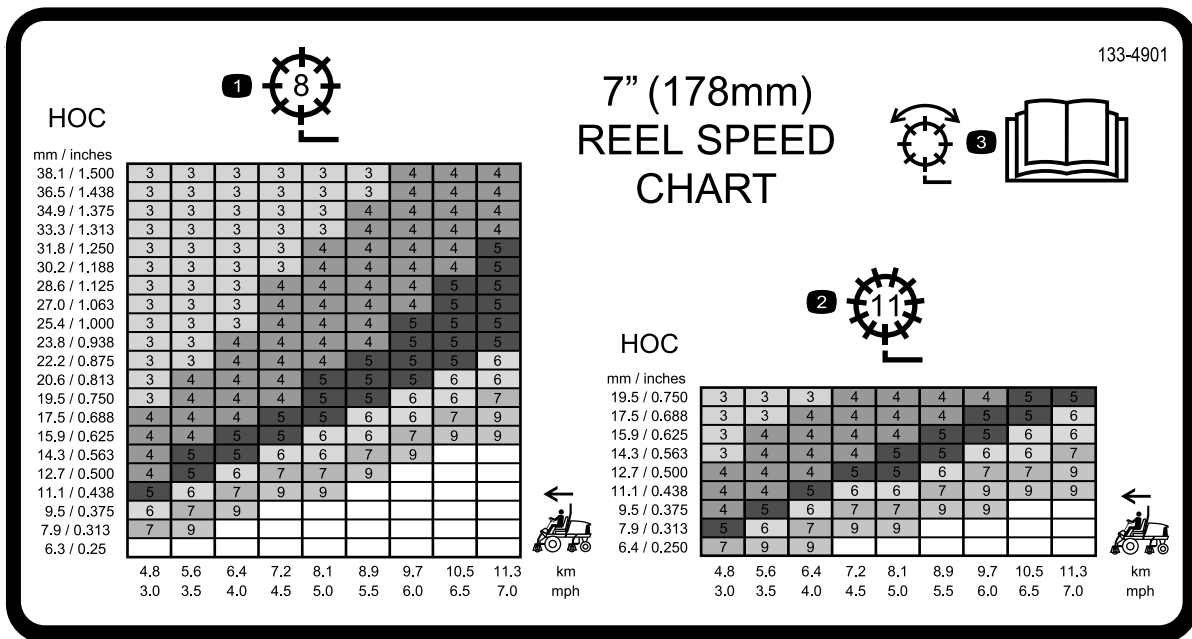 133-4901
7” (178mm)
REEL SPEED
CHART
1
8
3
HOC
mm / inches
38.1 / 1.500 3 3 3 3 3 3 4 4 4
36.5 / 1.438 3 3 3 3 3 3 4 4 4
34.9 / 1.375 3 3 3 3 3 4 4 4 4
33.3 / 1.313 3 3 3 3 3 4 4 4 4
31.8 / 1.250 3 3 3 3 4 4 4 4 5
30.2 / 1.188 3 3 3 3 4 4 4 4 5
28.6 / 1.125 3 3 3 4 4 4 4 5 5
27.0 / 1.063 3 3 3 4 4 4 4 5 5
25.4 / 1.000 3 3 3 4 4 4 5 5 5
23.8 / 0.938 3 3 4 4 4 4 5 5 5
22.2 / 0.875 3 3 4 4 4 5 5 5 6
20.6 / 0.813 3 4 4 4 5 5 5 6 6
19.5 / 0.750 3 4 4 4 5 5 6 6 7
17.5 / 0.688 4 4 4 5 5 6 6 7 9
15.9 / 0.625 4 4 5 5 6 6 7 9 9
14.3 / 0.563 4 5 5 6 6 7 9
12.7 / 0.500 4 5 6 7 7 9
11.1 / 0.438 5 6 7 9 9
9.5 / 0.375 6 7 9
7.9 / 0.313 7 9
6.3 / 0.25
4.8 5.6 6.4 7.2 8.1 8.9 9.7 10.5 11.3 km
3.0 3.5 4.0 4.5 5.0 5.5 6.0 6.5 7.0 mph
2
11
HOC
mm / inches
19.5 / 0.750 3 3 3 4 4 4 4 5 5
17.5 / 0.688 3 3 4 4 4 4 5 5 6
15.9 / 0.625 3 4 4 4 4 5 5 6 6
14.3 / 0.563 3 4 4 4 5 5 6 6 7
12.7 / 0.500 4 4 4 5 5 6 7 7 9
11.1 / 0.438 4 4 5 6 6 7 9 9 9
9.5 / 0.375 4 5 6 7 7 9 9
7.9 / 0.313 5 6 7 9 9
6.4 / 0.250 7 9 9
4.8 5.6 6.4 7.2 8.1 8.9 9.7 10.5 11.3 km
3.0 3.5 4.0 4.5 5.0 5.5 6.0 6.5 7.0 mph